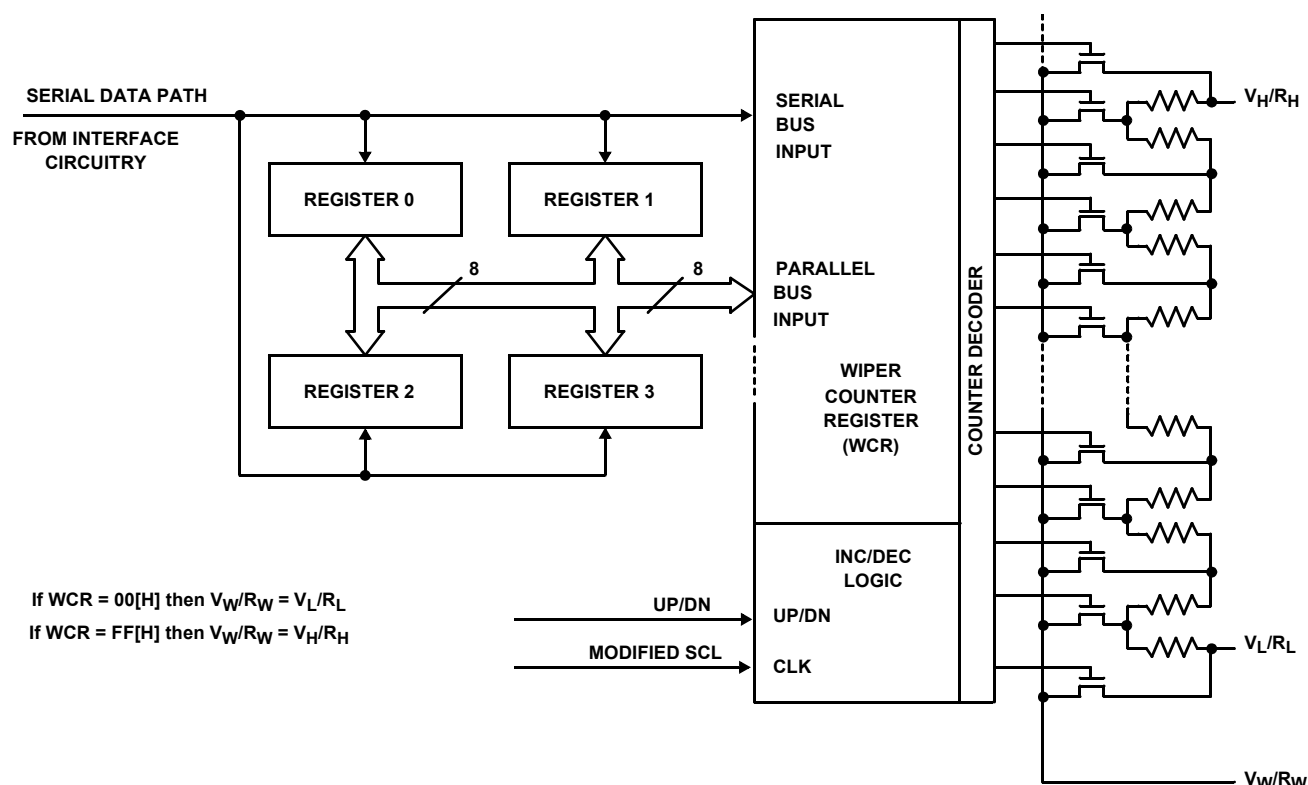 SERIAL DATA PATH
FROM INTERFACE
CIRCUITRY
REGISTER 0
REGISTER 1
8
8
REGISTER 2
REGISTER 3
SERIAL
BUS
INPUT
PARALLEL
BUS
INPUT
WIPER
COUNTER
REGISTER
(WCR)
COUNTER DECODER
INC/DEC
LOGIC
UP/DN
UP/DN
MODIFIED SCL
CLK
If WCR = 00[H] then VW/RW = VL/RL
If WCR = FF[H] then VW/RW = VH/RH
VH/RH
VL/RL
VW/RW